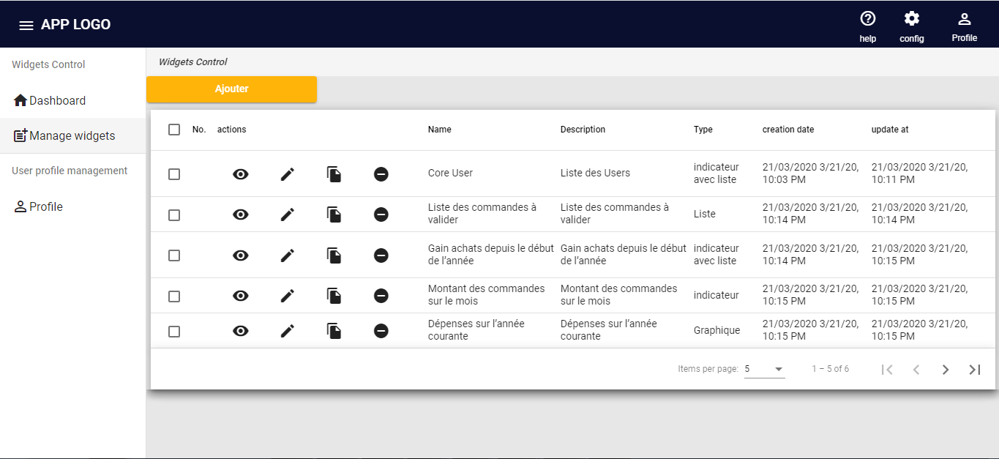 APP LOGO
help
config
Profile
Widgets Control
Dashboard
Manage widgets
User profile management
Profile
Widgets Control
Ajouter
No. actions Name Description Type creation date update at
Core User Liste des Users indicateur avec liste 21/03/2020 3/21/20, 10:03 PM 21/03/2020 3/21/20, 10:11 PM
Liste des commandes à valider Liste des commandes à valider Liste 21/03/2020 3/21/20, 10:14 PM 21/03/2020 3/21/20, 10:14 PM
Gain achats depuis le début de l’année Gain achats depuis le début de l’année indicateur avec liste 21/03/2020 3/21/20, 10:14 PM 21/03/2020 3/21/20, 10:15 PM
Montant des commandes sur le mois Montant des commandes sur le mois indicateur 21/03/2020 3/21/20, 10:15 PM 21/03/2020 3/21/20, 10:15 PM
Dépenses sur l’année courante Dépenses sur l’année courante Graphique 21/03/2020 3/21/20, 10:15 PM 21/03/2020 3/21/20, 10:15 PM
Items per page: 5 1 – 5 of 6